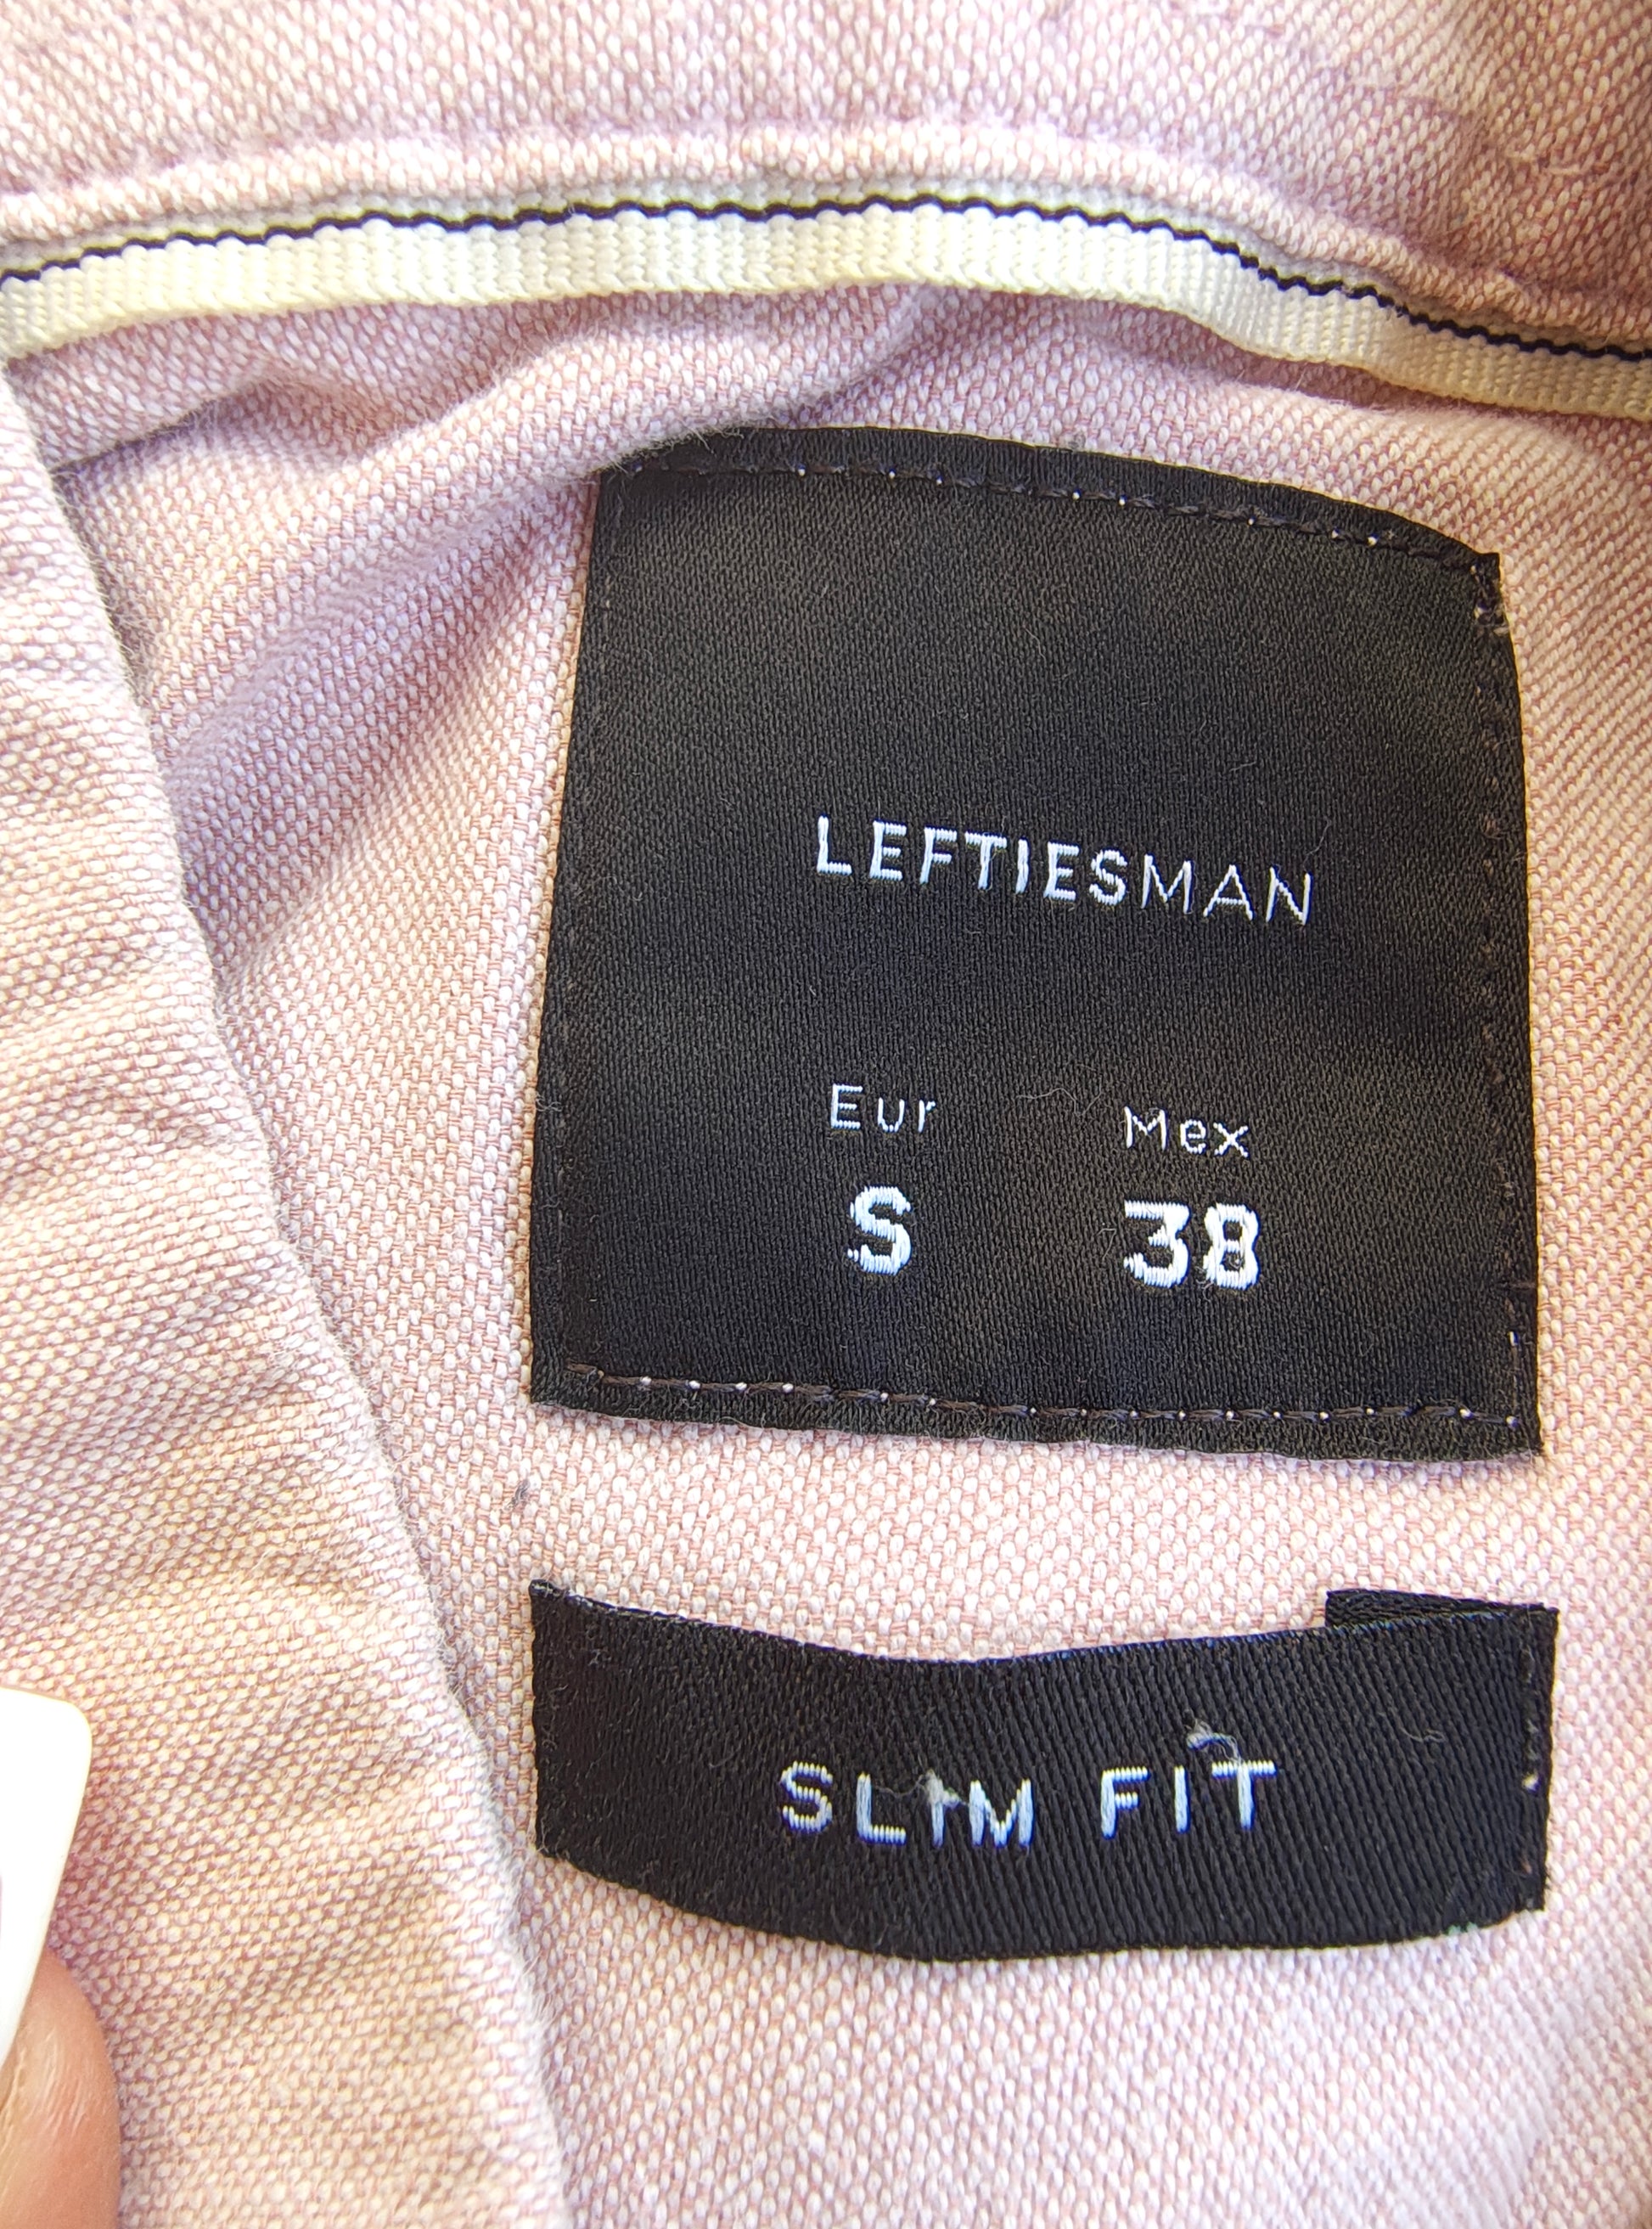 LEFTIESMAN
Eur Mex
S 38
SLIM FIT